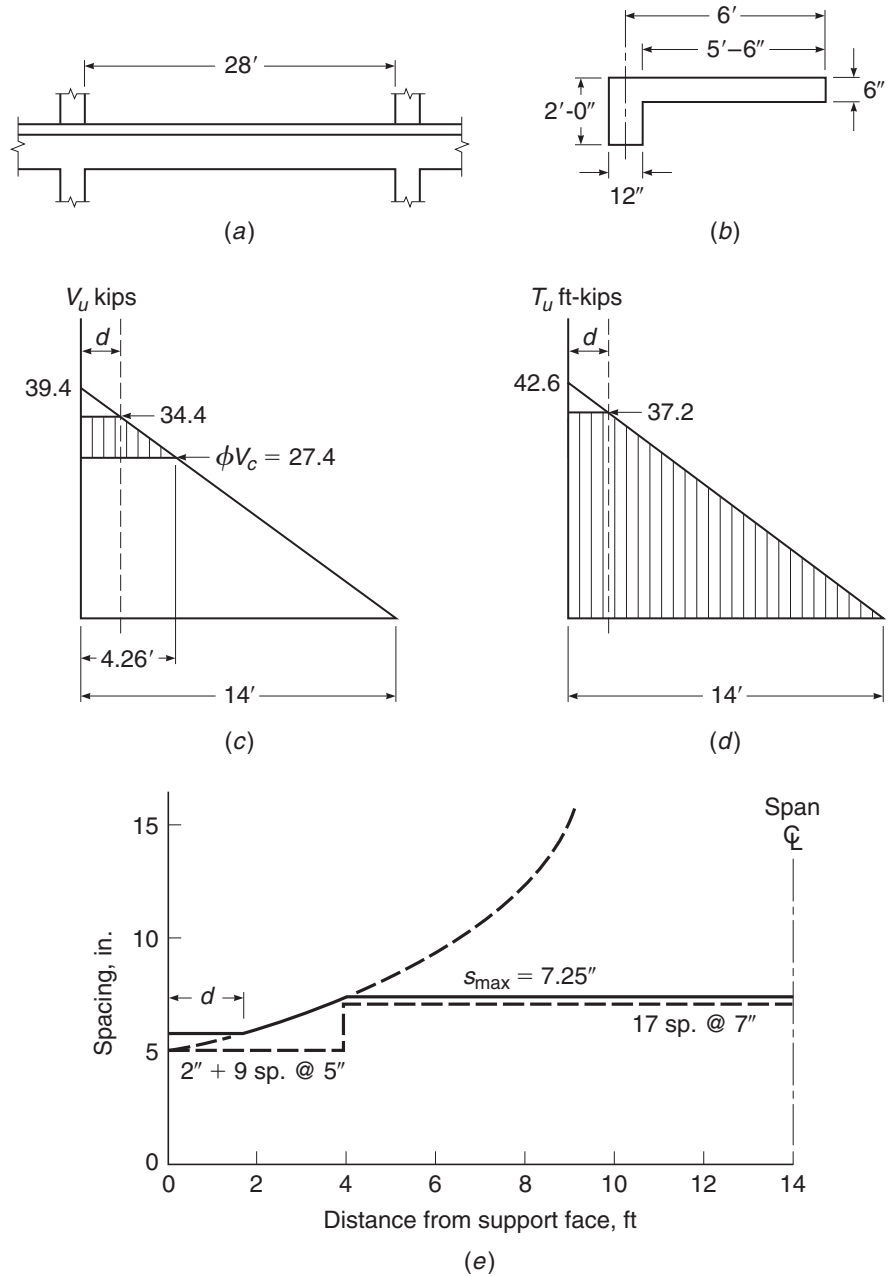 28′
(a)
6′
5′–6″
2′-0″
6″
12″
(b)
V_u kips
d
39.4
34.4
ϕV_c = 27.4
4.26′
14′
(c)
T_u ft-kips
d
42.6
37.2
14′
(d)
Spacing, in.
15
10
5
0
d
s_max = 7.25″
2″ + 9 sp. @ 5″
17 sp. @ 7″
Span
℄
0 2 4 6 8 10 12 14
Distance from support face, ft
(e)